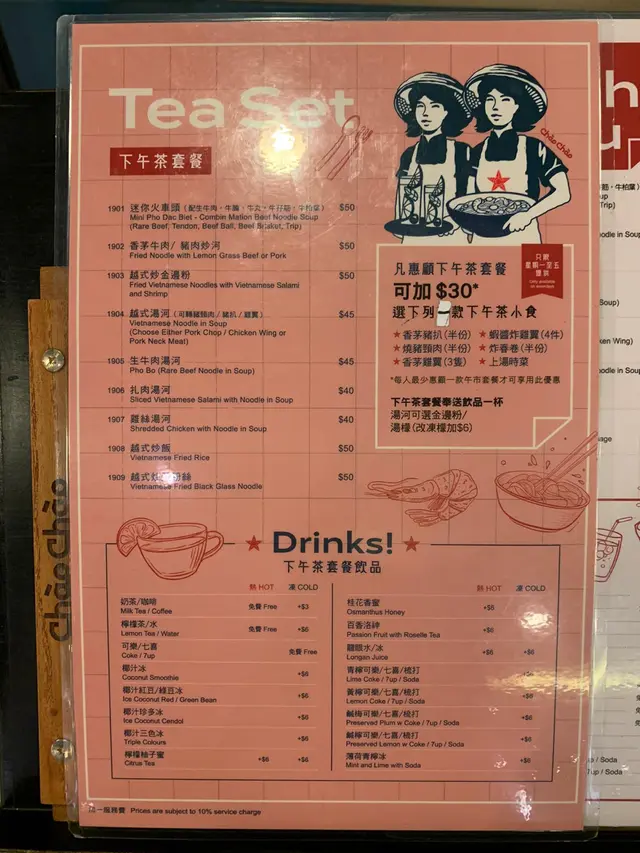 Tea Set
下午茶套餐
Chào Chào
1901 迷你火車頭(配生牛肉、牛腩、牛丸、牛仔筋、牛柏葉) $50
Mini Pho Dac Biet - Combin Mation Beef Noodle Soup
(Rare Beef, Tendon, Beef Ball, Beef Brisket, Trip)
1902 香茅牛肉/ 豬肉炒河 $50
Fried Noodle with Lemon Grass Beef or Pork
1903 越式炒金邊粉 $50
Fried Vietnamese Noodles with Vietnamese Salami
and Shrimp
1904 越式湯河(可轉豬頸肉 / 豬扒 / 雞翼) $45
Vietnamese Noodle in Soup
(Choose Either Pork Chop / Chicken Wing or
Pork Neck Meat)
1905 生牛肉湯河 $45
Pho Bo (Rare Beef Noodle in Soup)
1906 扎肉湯河 $40
Sliced Vietnamese Salami with Noodle in Soup
1907 雞絲湯河 $40
Shredded Chicken with Noodle in Soup
1908 越式炒飯 $50
Vietnamese Fried Rice
1909 越式炒 絲 $50
Vietnamese Fried Black Glass Noodle
只限
星期一至五
供應
Only available
on weekdays
凡惠顧下午茶套餐
可加 $30*
選下列一款下午茶小食
★香茅豬扒(半份) ★蝦醬炸雞翼(4件)
★燒豬頸肉(半份) ★炸春卷(半份)
★香茅雞翼(3隻) ★上湯時菜
*每人最少惠顧一款午市套餐才可享用此優惠
下午茶套餐奉送飲品一杯
湯河可選金邊粉/
湯檬(改凍檬加$6)
★ Drinks! ★
下午茶套餐飲品
熱 HOT 凍 COLD
奶茶/咖啡
Milk Tea / Coffee 免費 Free +$3
檸檬茶/水
Lemon Tea / Water 免費 Free +$6
可樂/七喜
Coke / 7up 免費 Free
椰汁冰
Coconut Smoothie +$6
椰汁紅豆/綠豆冰
Ice Coconut Red / Green Bean +$6
椰汁珍多冰
Ice Coconut Cendol +$6
椰汁三色冰
Triple Colours +$6
檸檬柚子蜜
Citrus Tea +$6 +$6
熱 HOT 凍 COLD
桂花香蜜
Osmanthus Honey +$6
百香洛神
Passion Fruit with Roselle Tea +$6
龍眼水/冰
Longan Juice +$6 +$6
青檸可樂/七喜/梳打
Lime Coke / 7up / Soda +$6
黃檸可樂/七喜/梳打
Lemon Coke / 7up / Soda +$6
鹹梅可樂/七喜/梳打
Preserved Plum w Coke / 7up / Soda +$6
鹹檸可樂/七喜/梳打
Preserved Lemon w Coke / 7up / Soda +$6
薄荷青檸冰
Mint and Lime with Soda +$6
加一服務費 Prices are subject to 10% service charge
chào chào